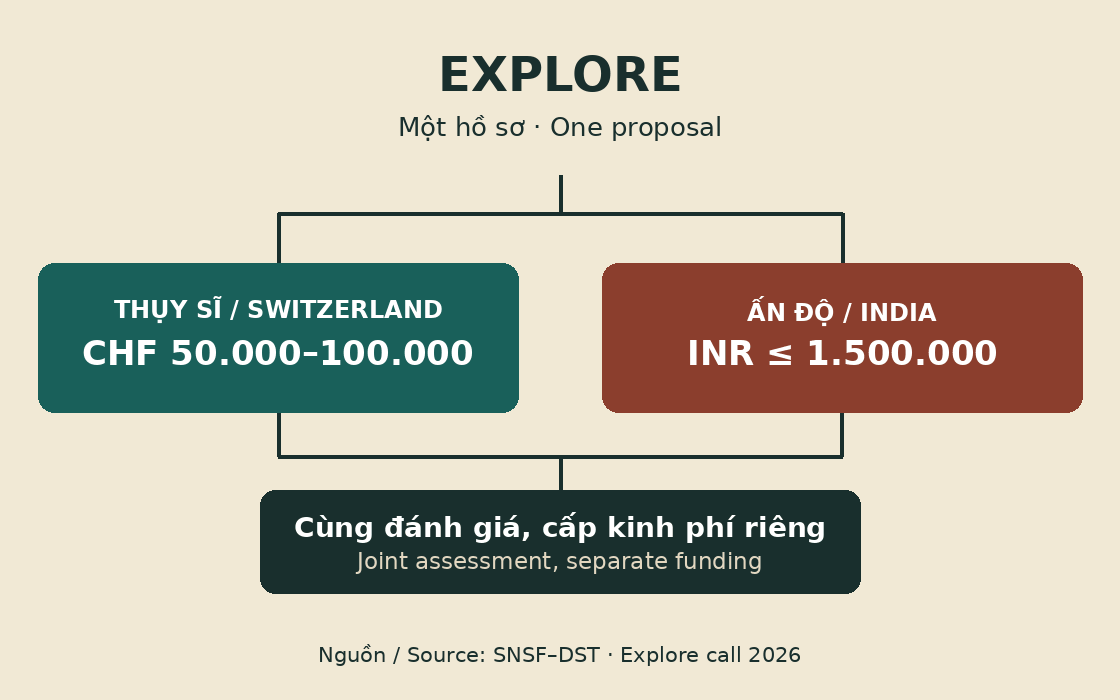 EXPLORE
Một hồ sơ · One proposal
THỤY SĨ / SWITZERLAND
CHF 50.000–100.000
ẤN ĐỘ / INDIA
INR ≤ 1.500.000
Cùng đánh giá, cấp kinh phí riêng
Joint assessment, separate funding
Nguồn / Source: SNSF–DST · Explore call 2026